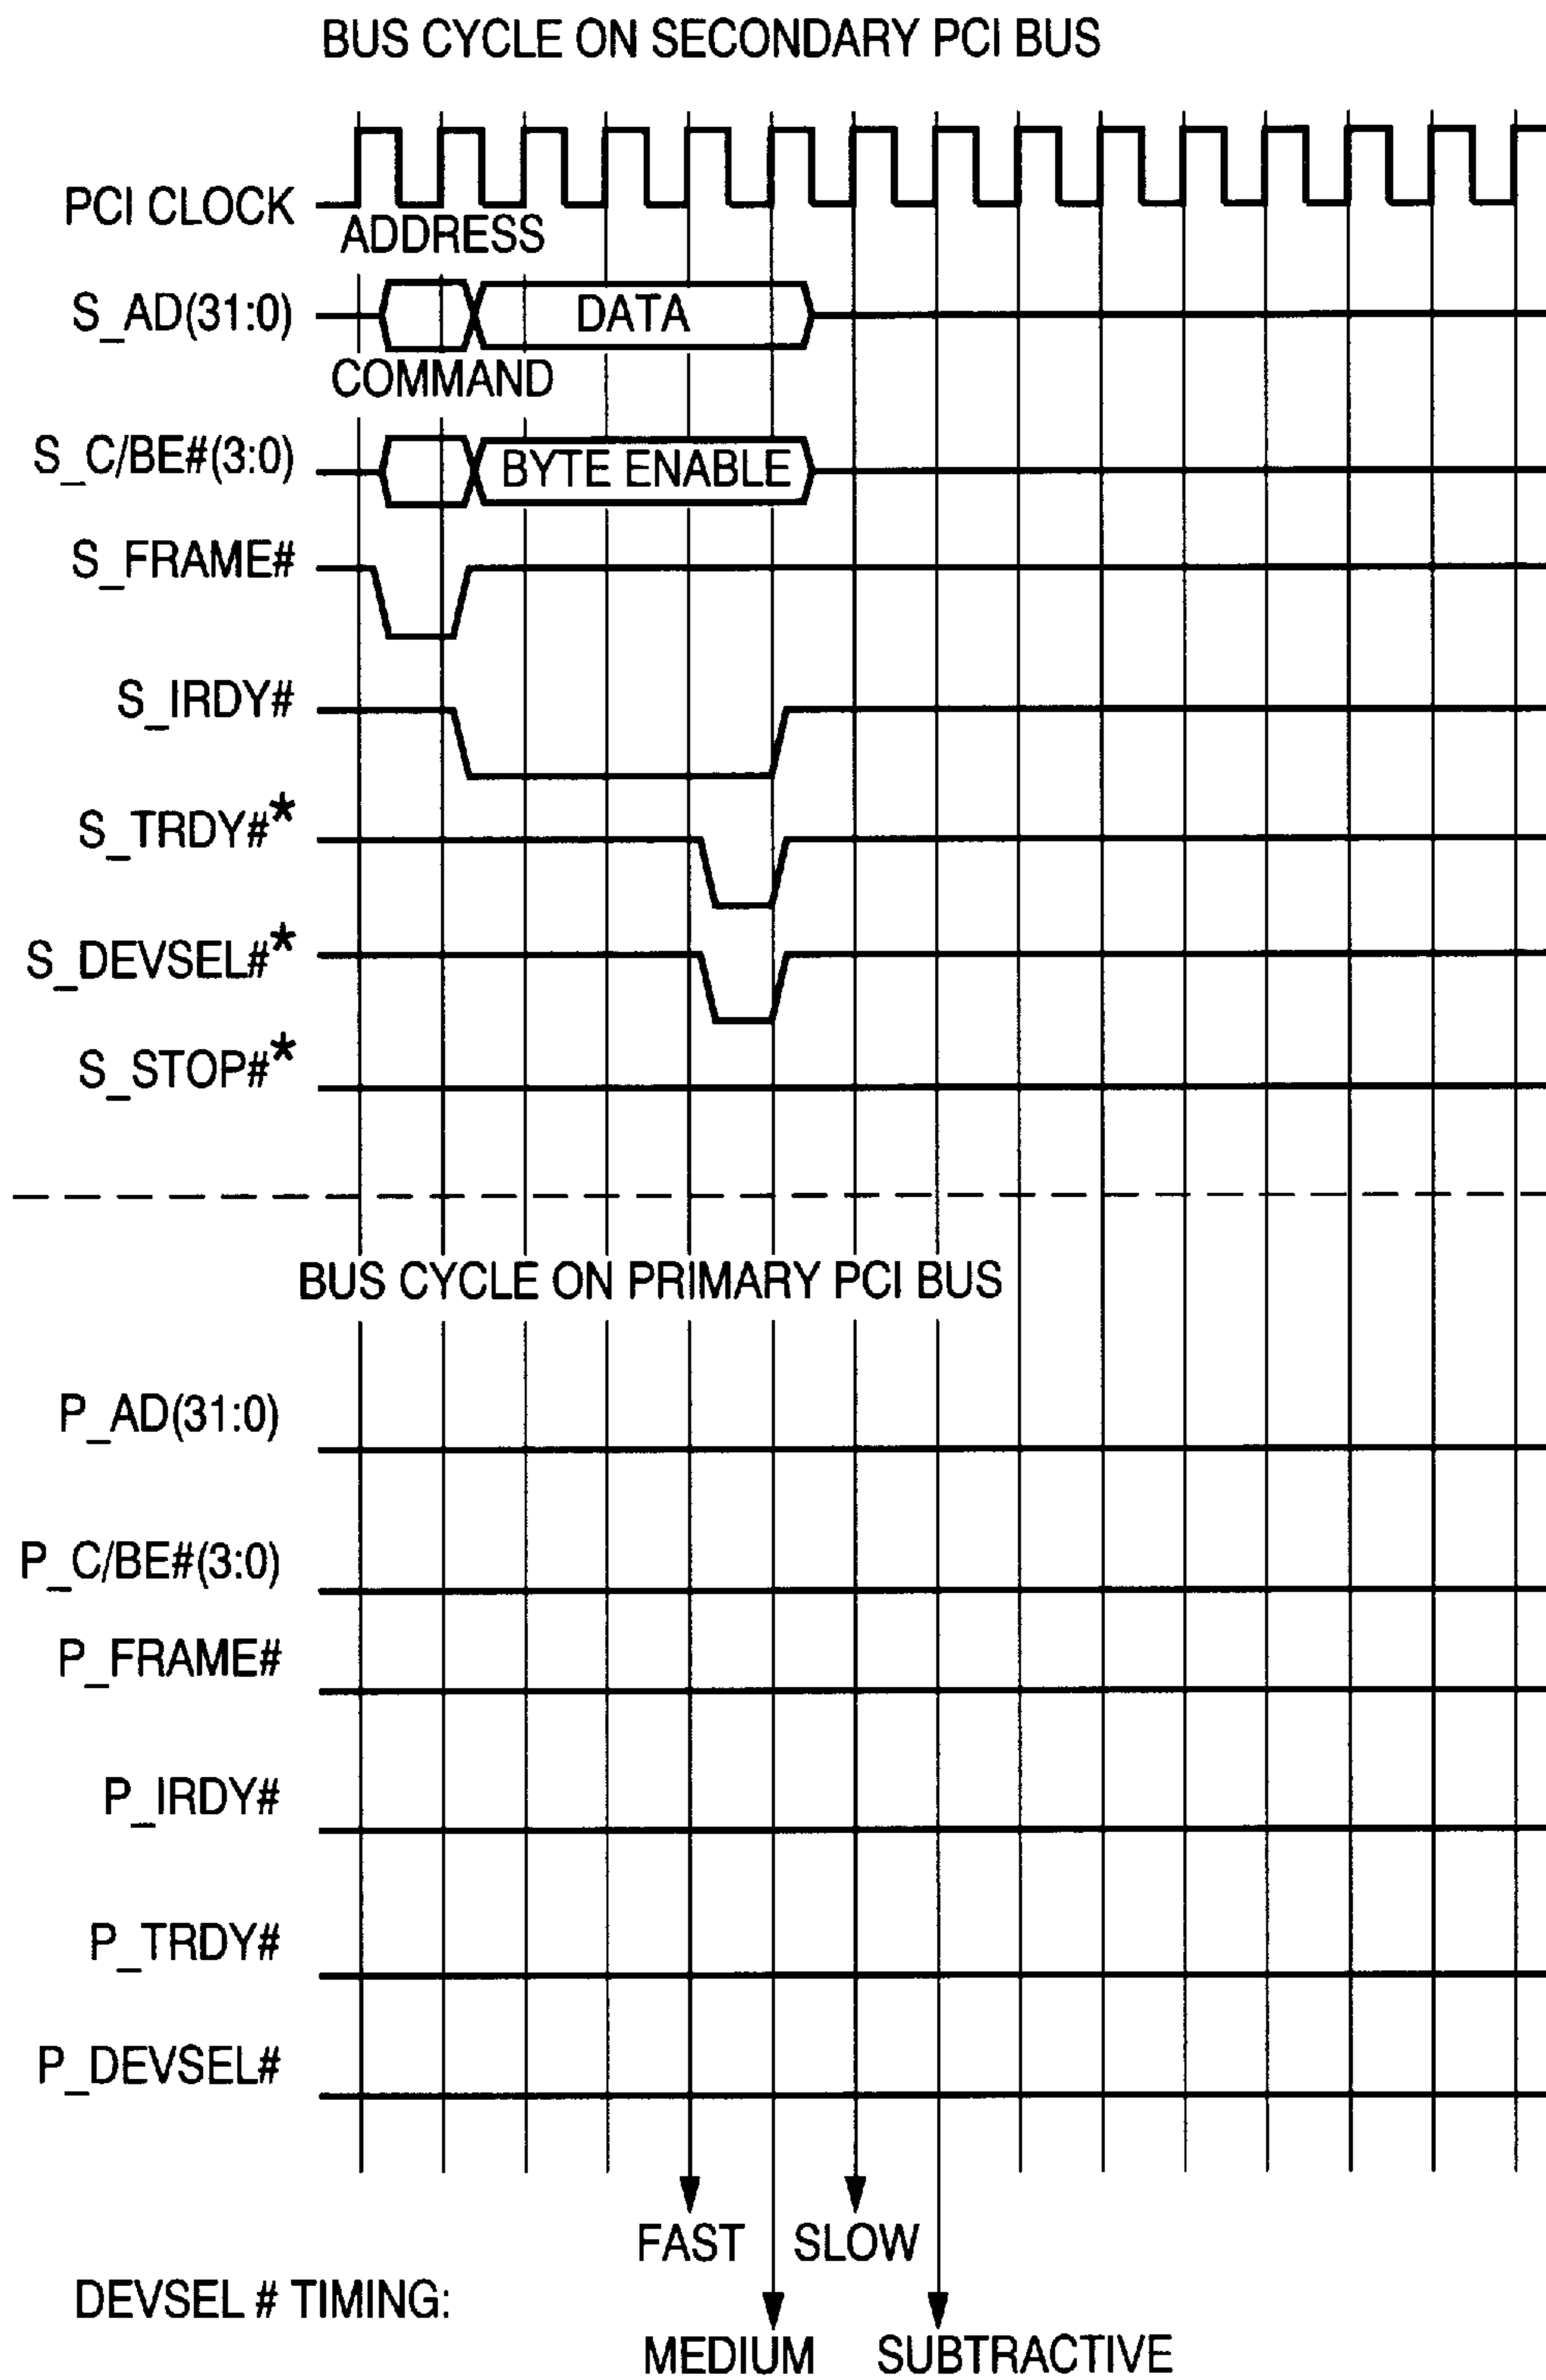 BUS CYCLE ON SECONDARY PCI BUS
PCI CLOCK
ADDRESS
S_AD(31:0)
DATA
COMMAND
S_C/BE#(3:0)
BYTE ENABLE
S_FRAME#
S_IRDY#
S_TRDY#*
S_DEVSEL#*
S_STOP#*
BUS CYCLE ON PRIMARY PCI BUS
P_AD(31:0)
P_C/BE#(3:0)
P_FRAME#
P_IRDY#
P_TRDY#
P_DEVSEL#
FAST SLOW
DEVSEL # TIMING:
MEDIUM SUBTRACTIVE